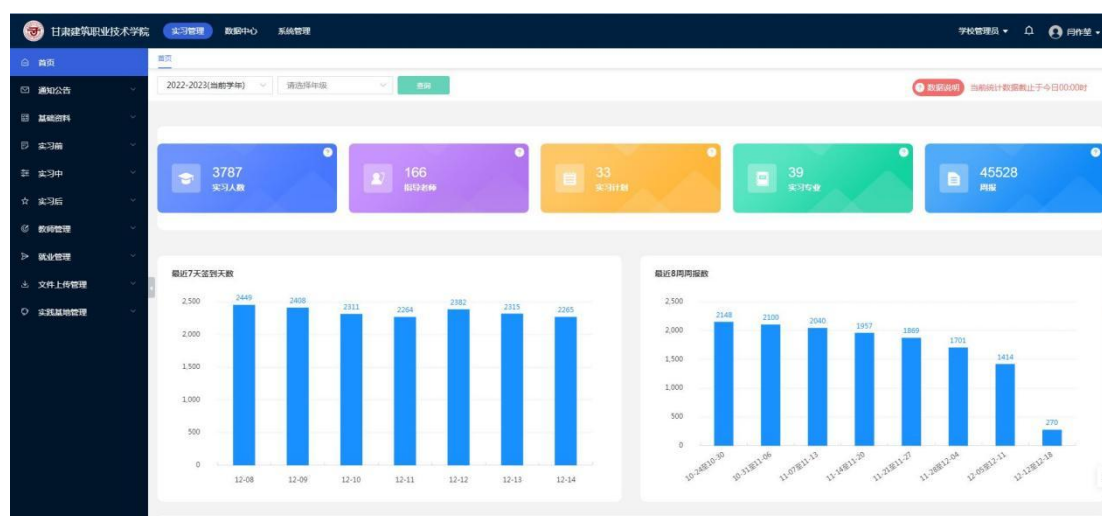 甘肃建筑职业技术学院
实习管理
数据中心
系统管理
学校管理员
首页
通知公告
基础资料
实习前
实习中
实习后
教师管理
就业管理
文件上传管理
实践基地管理
首页
2022-2023(当前学年)
请选择年级
查询
数据说明
当前统计数据截止于今日00:00时
3787
实习人数
166
指导老师
33
实习计划
39
实习专业
45528
周报
最近7天签到天数
2,500
2,000
1,500
1,000
500
0
2449
2408
2311
2264
2382
2315
2265
12-08
12-09
12-10
12-11
12-12
12-13
12-14
最近8周周报数
2,500
2,000
1,500
1,000
500
0
2148
2100
2040
1957
1869
1701
1414
270
10-24至10-30
10-31至11-06
11-07至11-13
11-14至11-20
11-21至11-27
11-28至12-04
12-05至12-11
12-12至12-18